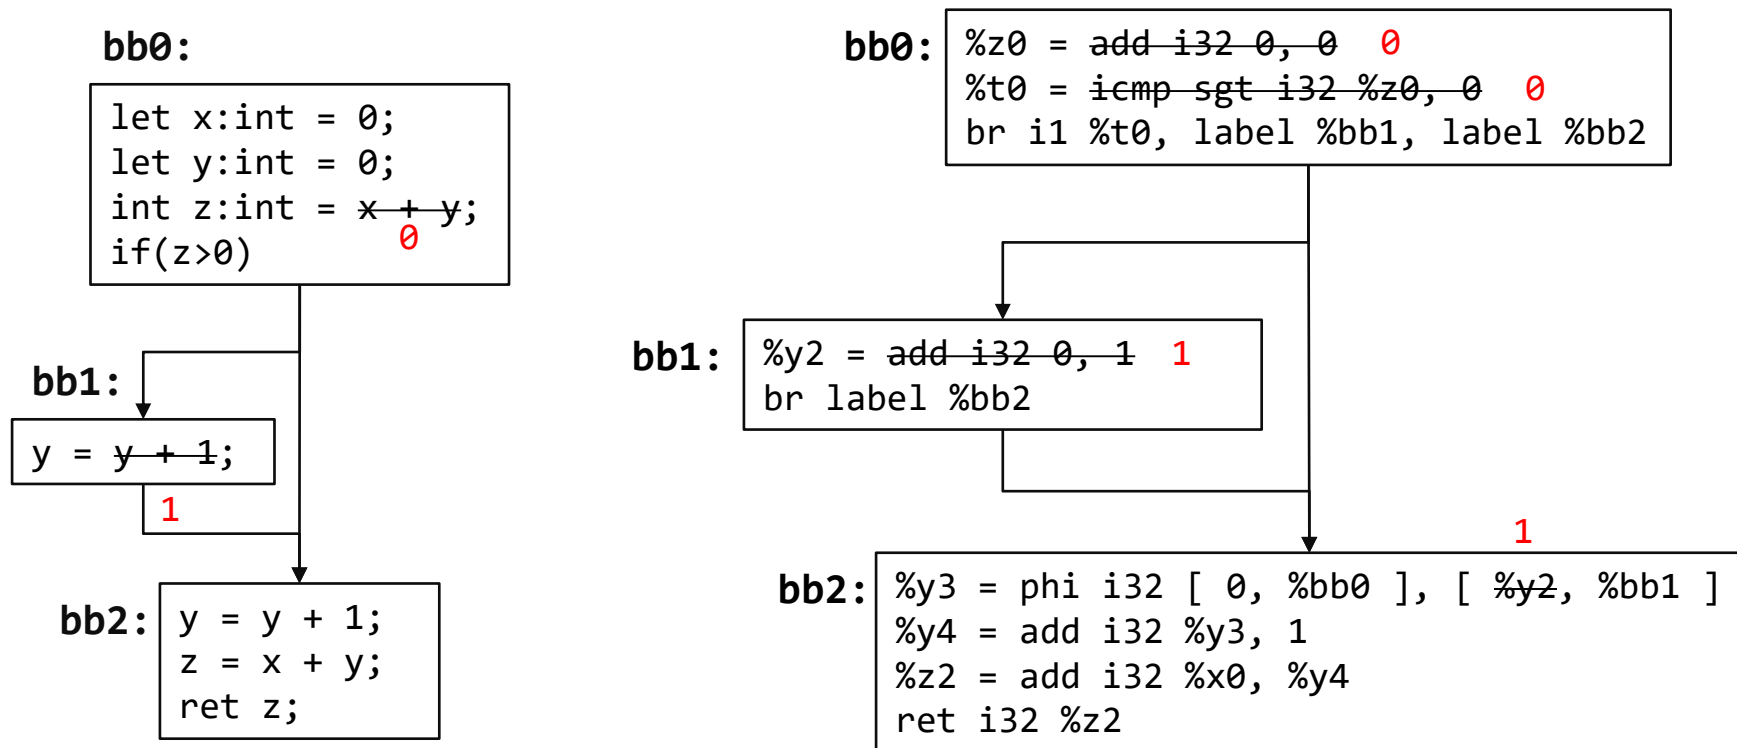 bb0:
let x:int = 0;
let y:int = 0;
int z:int = x + y;
0
if(z>0)
bb1:
y = y + 1;
1
bb2:
y = y + 1;
z = x + y;
ret z;
bb0:
%z0 = add i32 0, 0 0
%t0 = icmp sgt i32 %z0, 0 0
br i1 %t0, label %bb1, label %bb2
bb1:
%y2 = add i32 0, 1 1
br label %bb2
1
bb2:
%y3 = phi i32 [ 0, %bb0 ], [ %y2, %bb1 ]
%y4 = add i32 %y3, 1
%z2 = add i32 %x0, %y4
ret i32 %z2